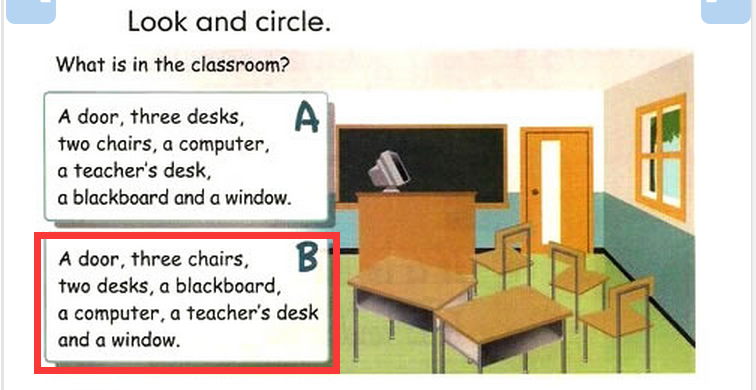 Look and circle.
What is in the classroom?
A
A door, three desks,
two chairs, a computer,
a teacher's desk,
a blackboard and a window.
B
A door, three chairs,
two desks, a blackboard,
a computer, a teacher's desk
and a window.